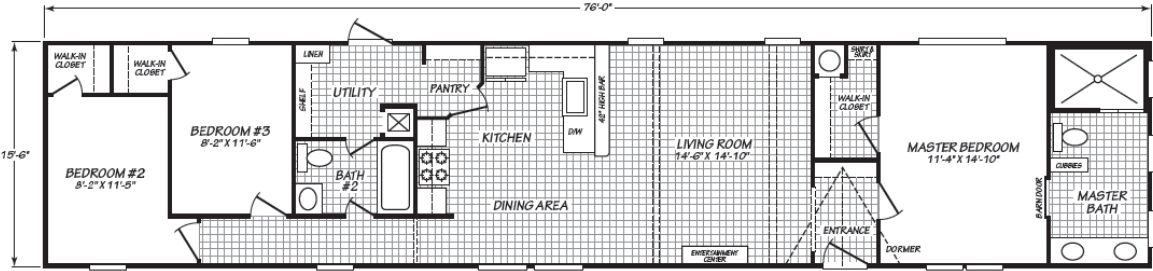 76'-0"
15'-6"
WALK-IN
CLOSET
WALK-IN
CLOSET
BEDROOM #2
8'-2" X 11'-5"
BEDROOM #3
8'-2" X 11'-6"
LINEN
SHELF
UTILITY
PANTRY
BATH
#2
KITCHEN
D/W
42" HIGH BAR
DINING AREA
LIVING ROOM
14'-6" X 14'-10"
ENTERTAINMENT
CENTER
SHIRT &
SKIRT
WALK-IN
CLOSET
ENTRANCE
DORMER
MASTER BEDROOM
11'-4" X 14'-10"
BARN DOOR
CUBBIES
MASTER
BATH